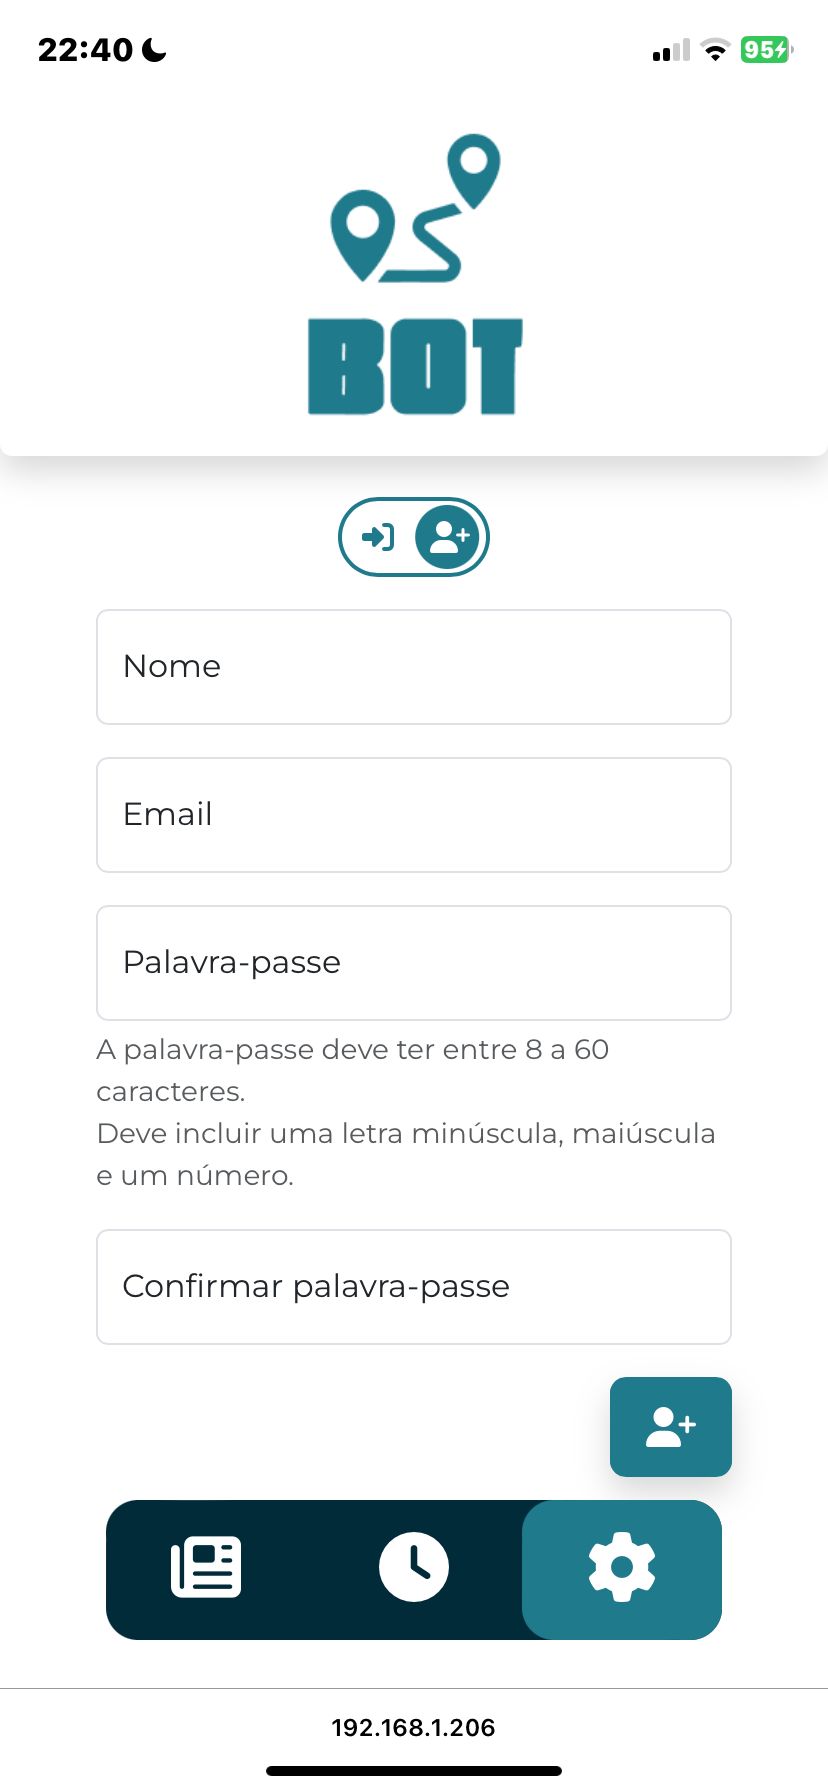 22:40
95
BOT
Nome
Email
Palavra-passe
A palavra-passe deve ter entre 8 a 60
caracteres.
Deve incluir uma letra minúscula, maiúscula
e um número.
Confirmar palavra-passe
192.168.1.206